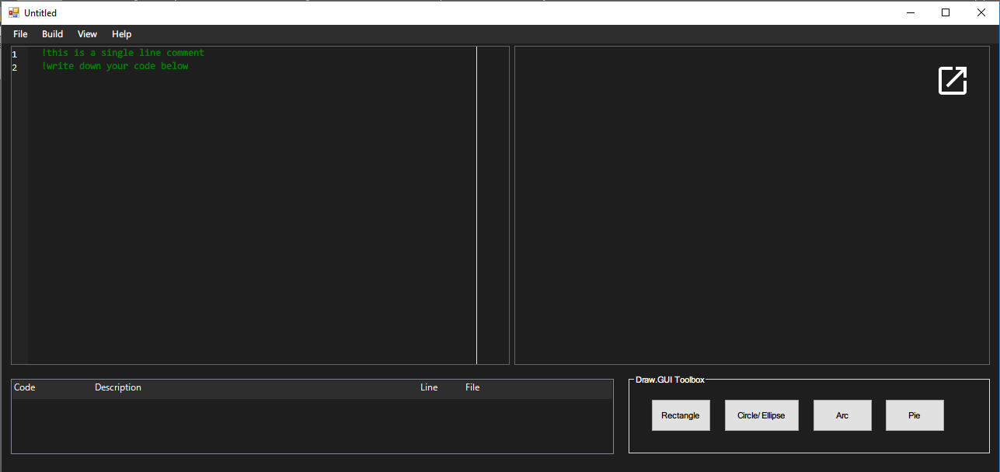 Untitled
File Build View Help
1 !this is a single line comment
2 !write down your code below
Code Description Line File
Draw.GUI Toolbox
Rectangle Circle/ Ellipse Arc Pie